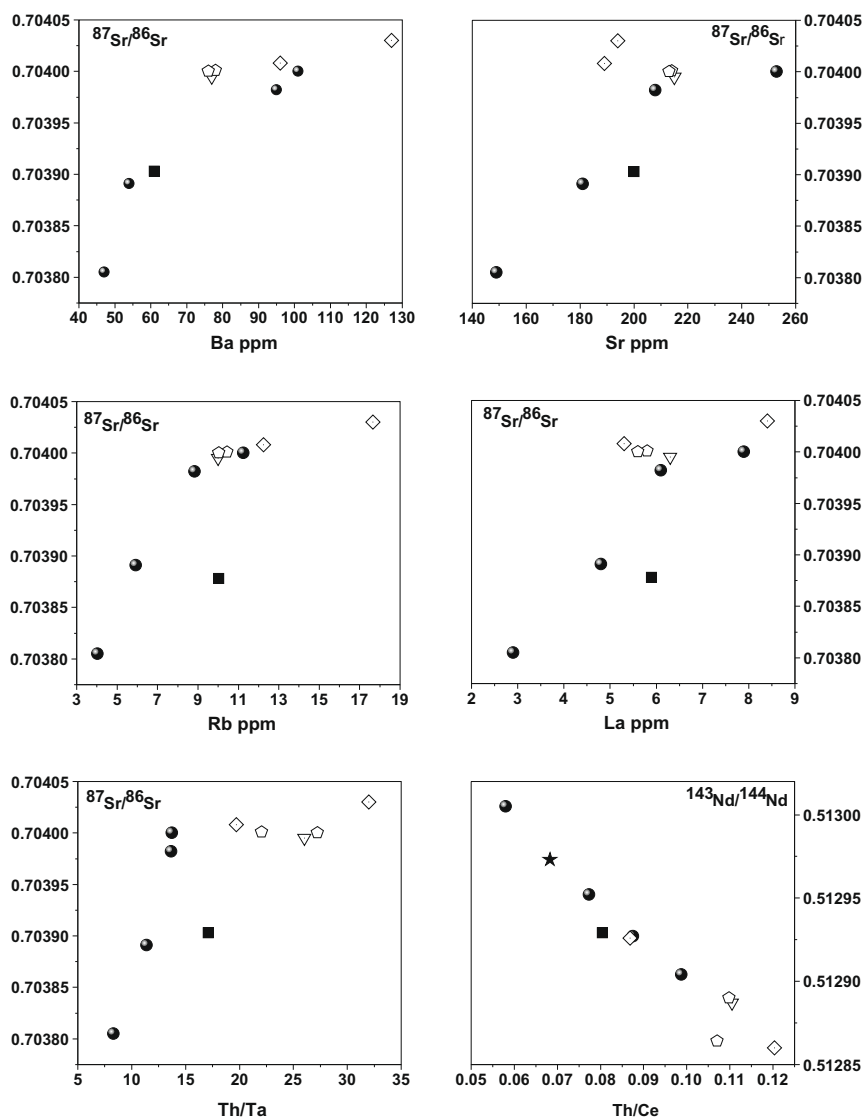 ⁸⁷Sr/⁸⁶Sr
0.70405
0.70400
0.70395
0.70390
0.70385
0.70380
40 50 60 70 80 90 100 110 120 130
Ba ppm
⁸⁷Sr/⁸⁶Sr
0.70405
0.70400
0.70395
0.70390
0.70385
0.70380
140 160 180 200 220 240 260
Sr ppm
⁸⁷Sr/⁸⁶Sr
0.70405
0.70400
0.70395
0.70390
0.70385
0.70380
3 5 7 9 11 13 15 17 19
Rb ppm
⁸⁷Sr/⁸⁶Sr
0.70405
0.70400
0.70395
0.70390
0.70385
0.70380
2 3 4 5 6 7 8 9
La ppm
⁸⁷Sr/⁸⁶Sr
0.70405
0.70400
0.70395
0.70390
0.70385
0.70380
5 10 15 20 25 30 35
Th/Ta
¹⁴³Nd/¹⁴⁴Nd
0.51300
0.51295
0.51290
0.51285
0.05 0.06 0.07 0.08 0.09 0.10 0.11 0.12
Th/Ce